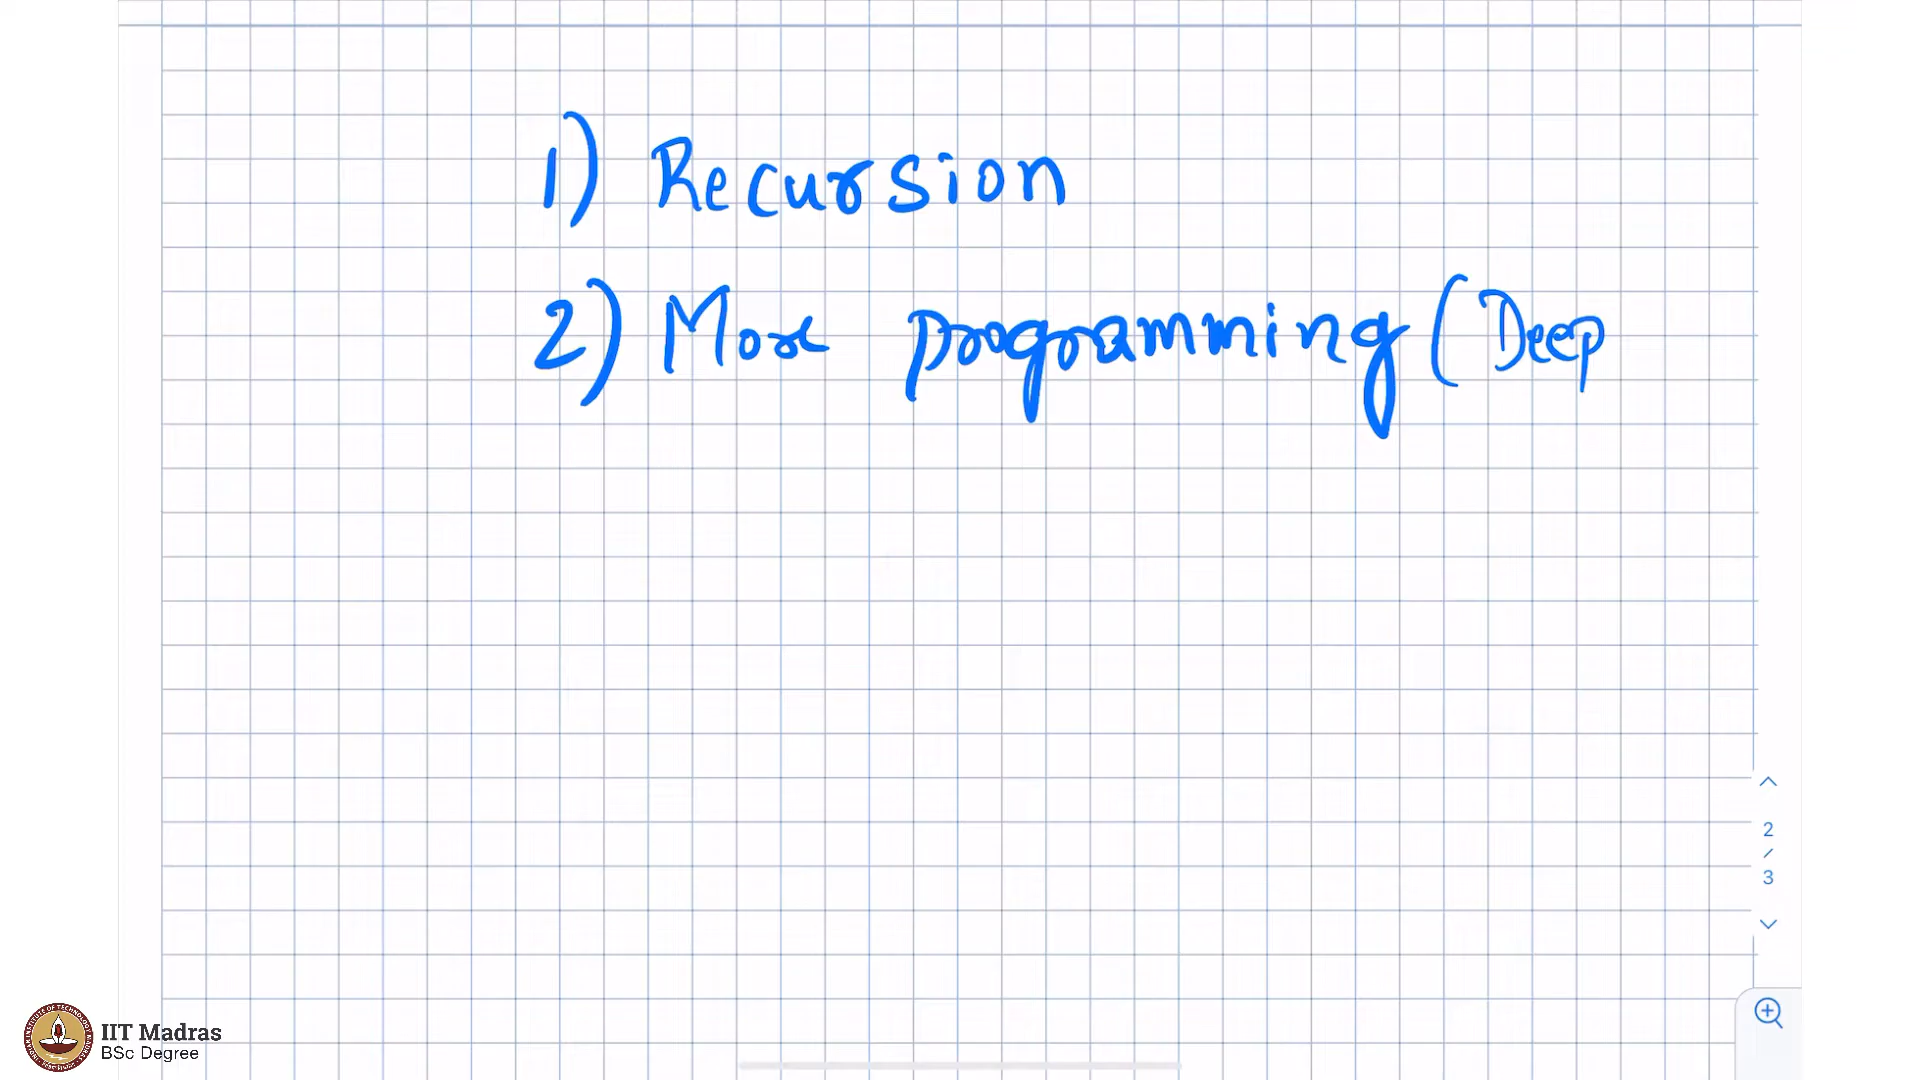 1) Recursion
2) More programming (Deep
2
/
3
IIT Madras
BSc Degree